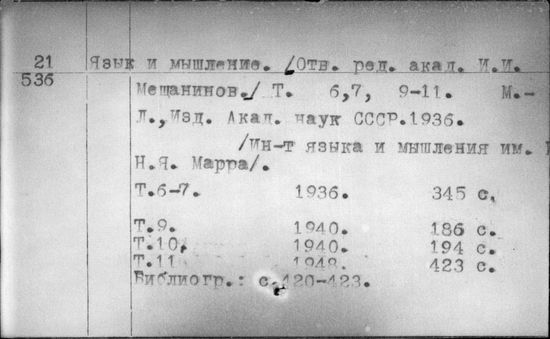 21 Язык и мышление. /Отв. ред. акад. И.И.
536 Мещанинов./ Т. 6,7, 9-11. М.-
Л., Изд. Акад. наук СССР.1936.
/Ин-т языка и мышления им.
Н.Я. Марра/.
Т.6-7. 1936. 345 с.
Т.9. 1940. 186 с.
Т.10, 1940. 194 с.
Т.11 1948. 423 с.
Библиогр.: с.420-423.